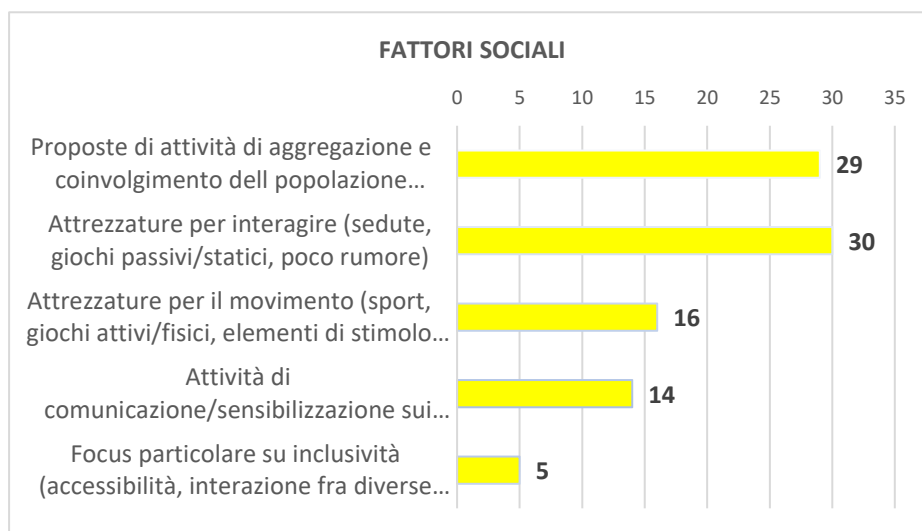 FATTORI SOCIALI
0 5 10 15 20 25 30 35
Proposte di attività di aggregazione e
coinvolgimento dell popolazione...
29
Attrezzature per interagire (sedute,
giochi passivi/statici, poco rumore)
30
Attrezzature per il movimento (sport,
giochi attivi/fisici, elementi di stimolo...
16
Attività di
comunicazione/sensibilizzazione sui...
14
Focus particolare su inclusività
(accessibilità, interazione fra diverse...
5